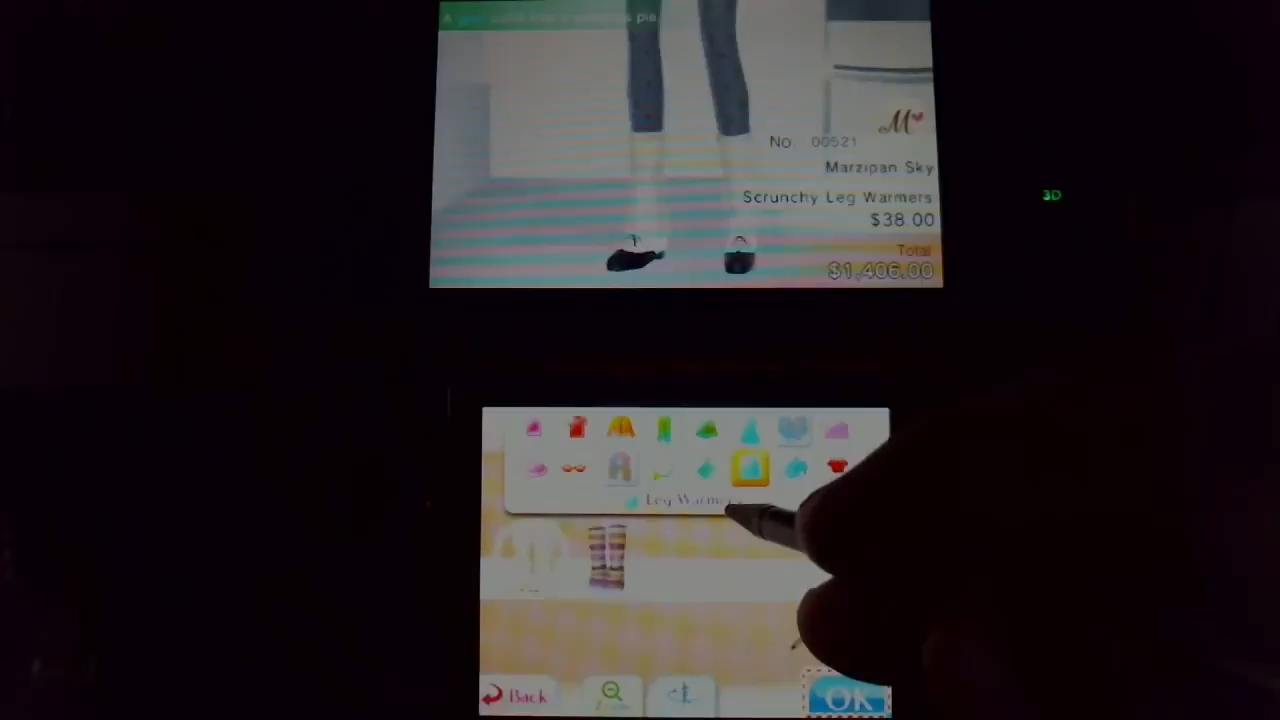 M
No. 00521
Marzipan Sky
Scrunchy Leg Warmers
$38.00
Total
$1,406.00
3D
Leg Warmers
Back
OK